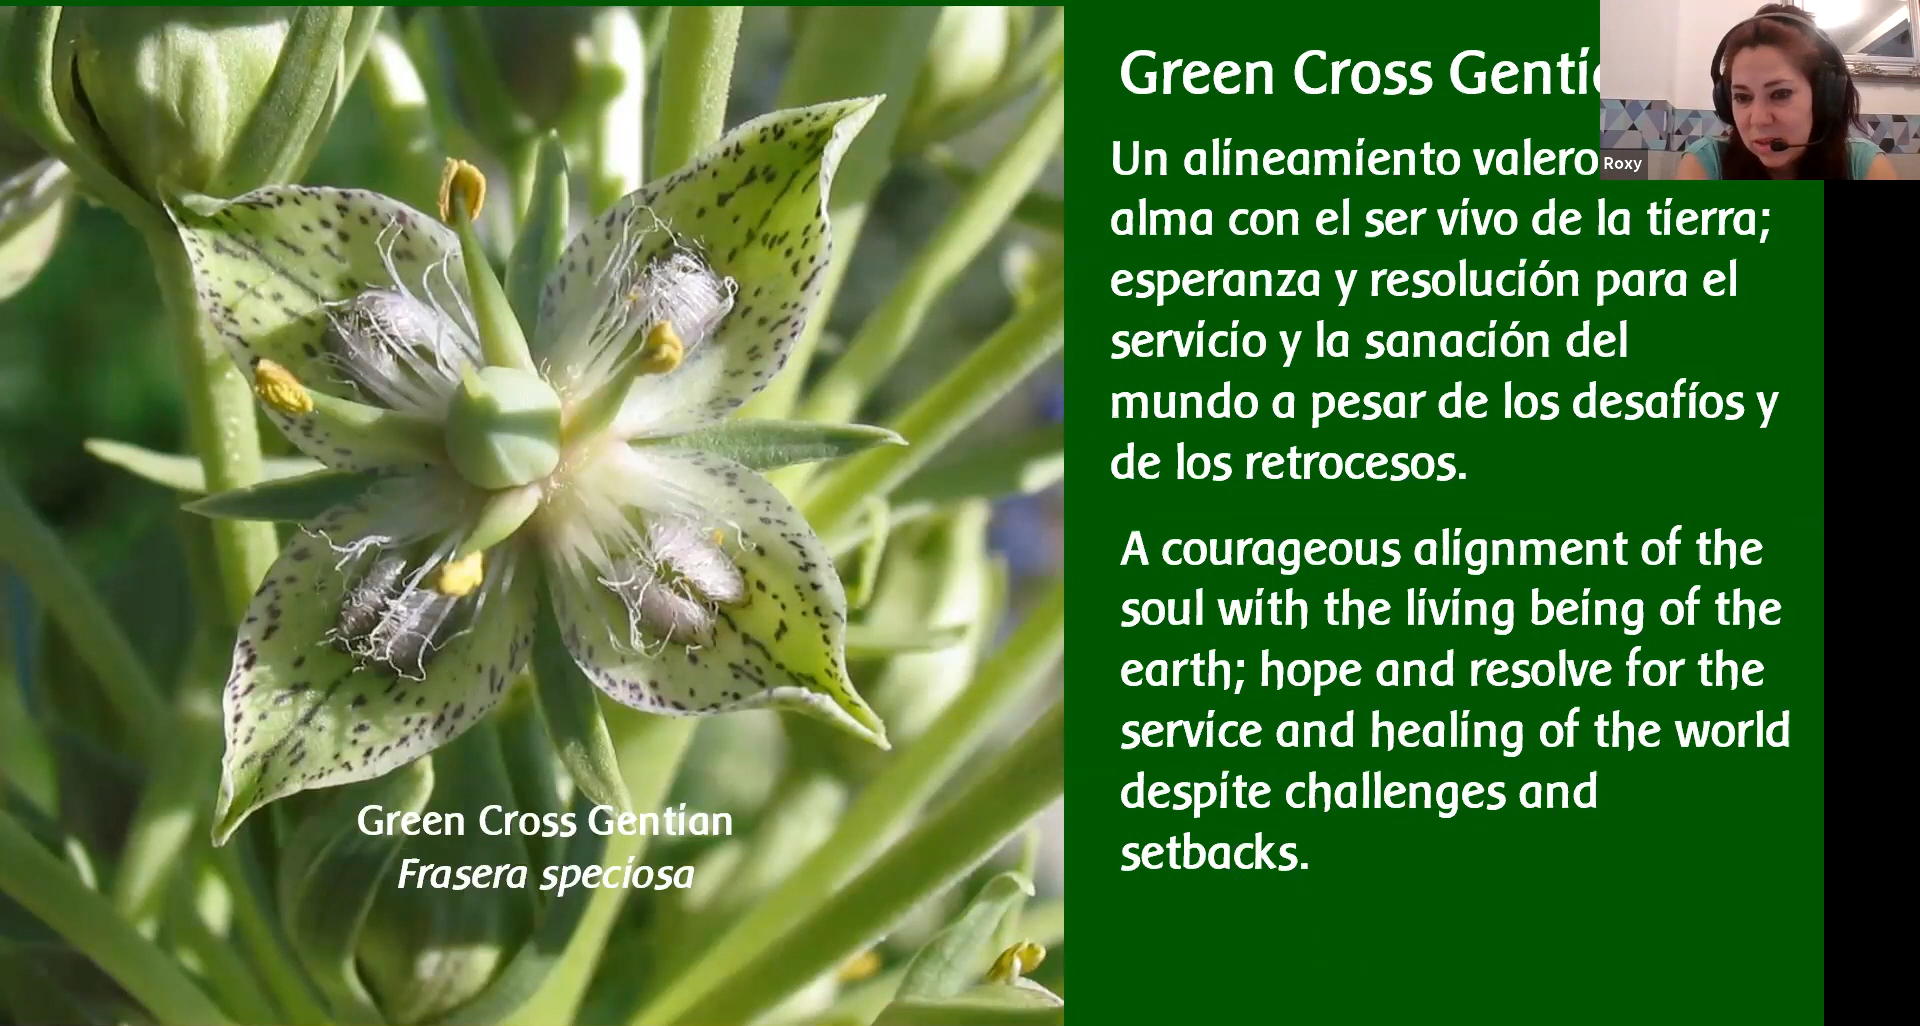 Green Cross Gentian
Frasera speciosa
Green Cross
Un alineamiento
alma con el ser vivo de la tierra;
esperanza y resolución para el
servicio y la sanación del
mundo a pesar de los desafíos y
de los retrocesos.
A courageous alignment of the
soul with the living being of the
earth; hope and resolve for the
service and healing of the world
despite challenges and
setbacks.
Roxy